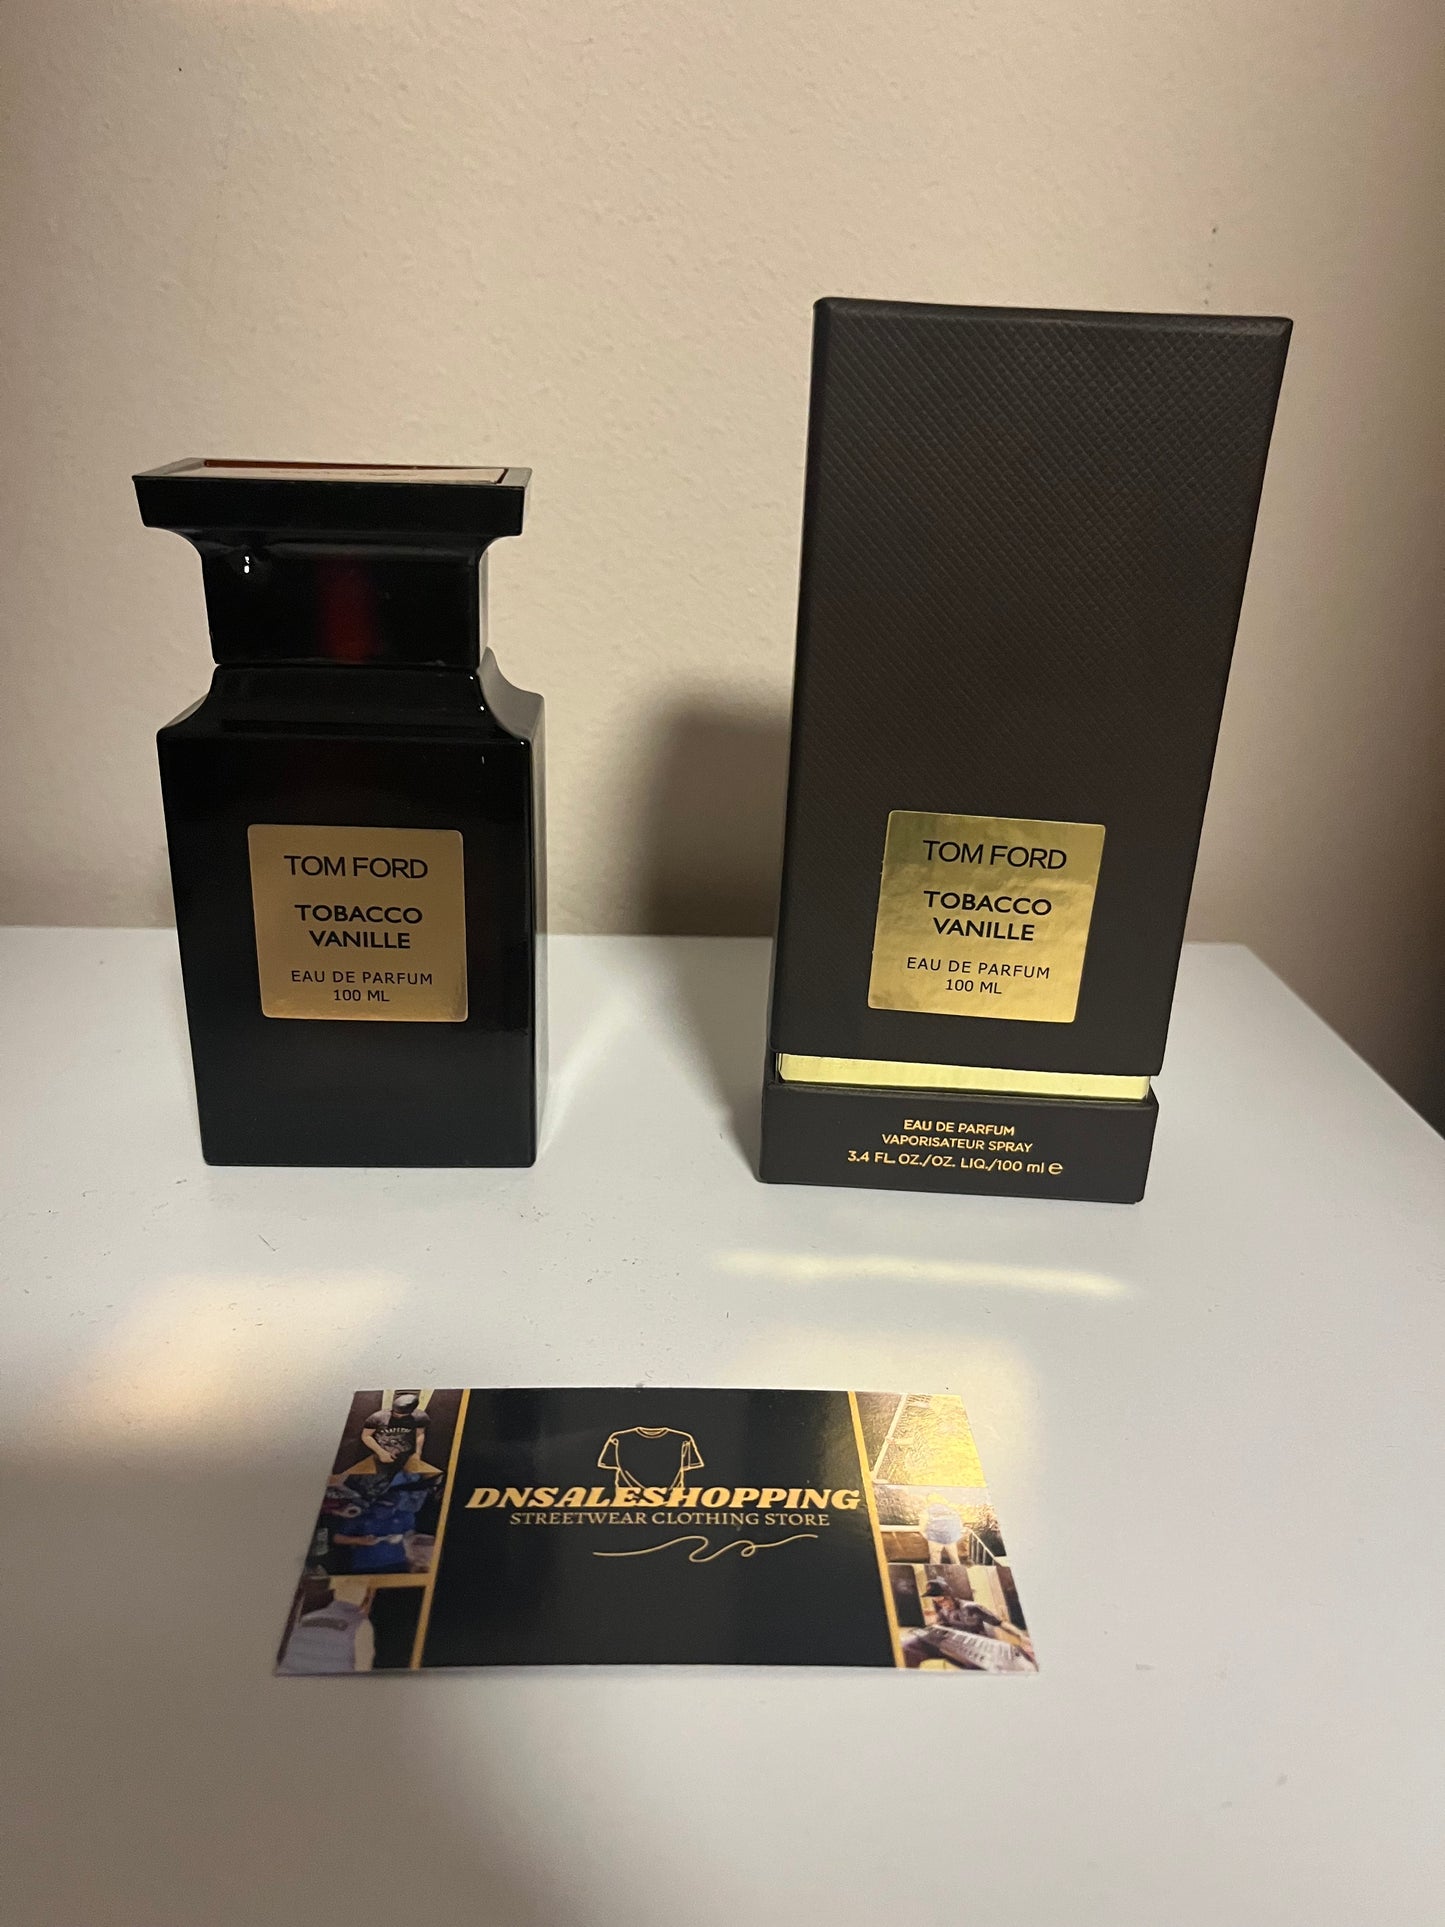 TOM FORD
TOBACCO
VANILLE
EAU DE PARFUM
100 ML
TOM FORD
TOBACCO
VANILLE
EAU DE PARFUM
100 ML
EAU DE PARFUM
VAPORISATEUR SPRAY
3.4 FL. OZ./OZ. LIQ./100 ml ℮
DNSALESHOPPING
STREETWEAR CLOTHING STORE